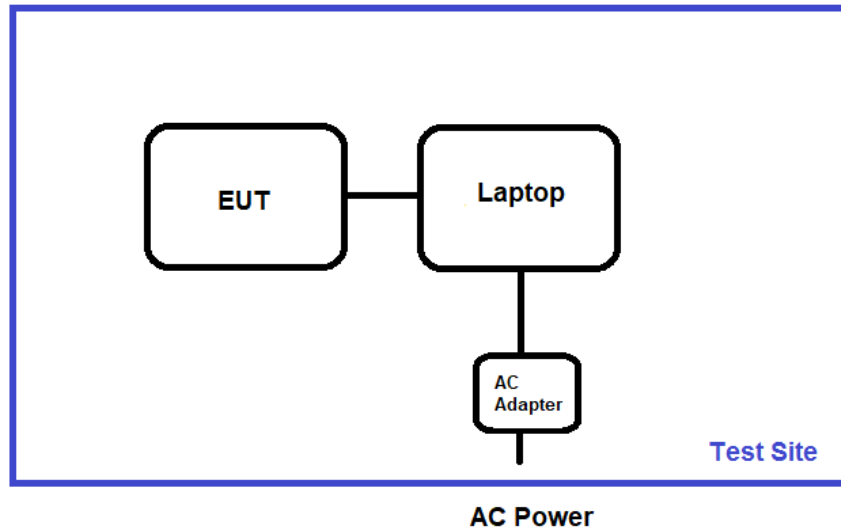 EUT
Laptop
AC
Adapter
Test Site
AC Power